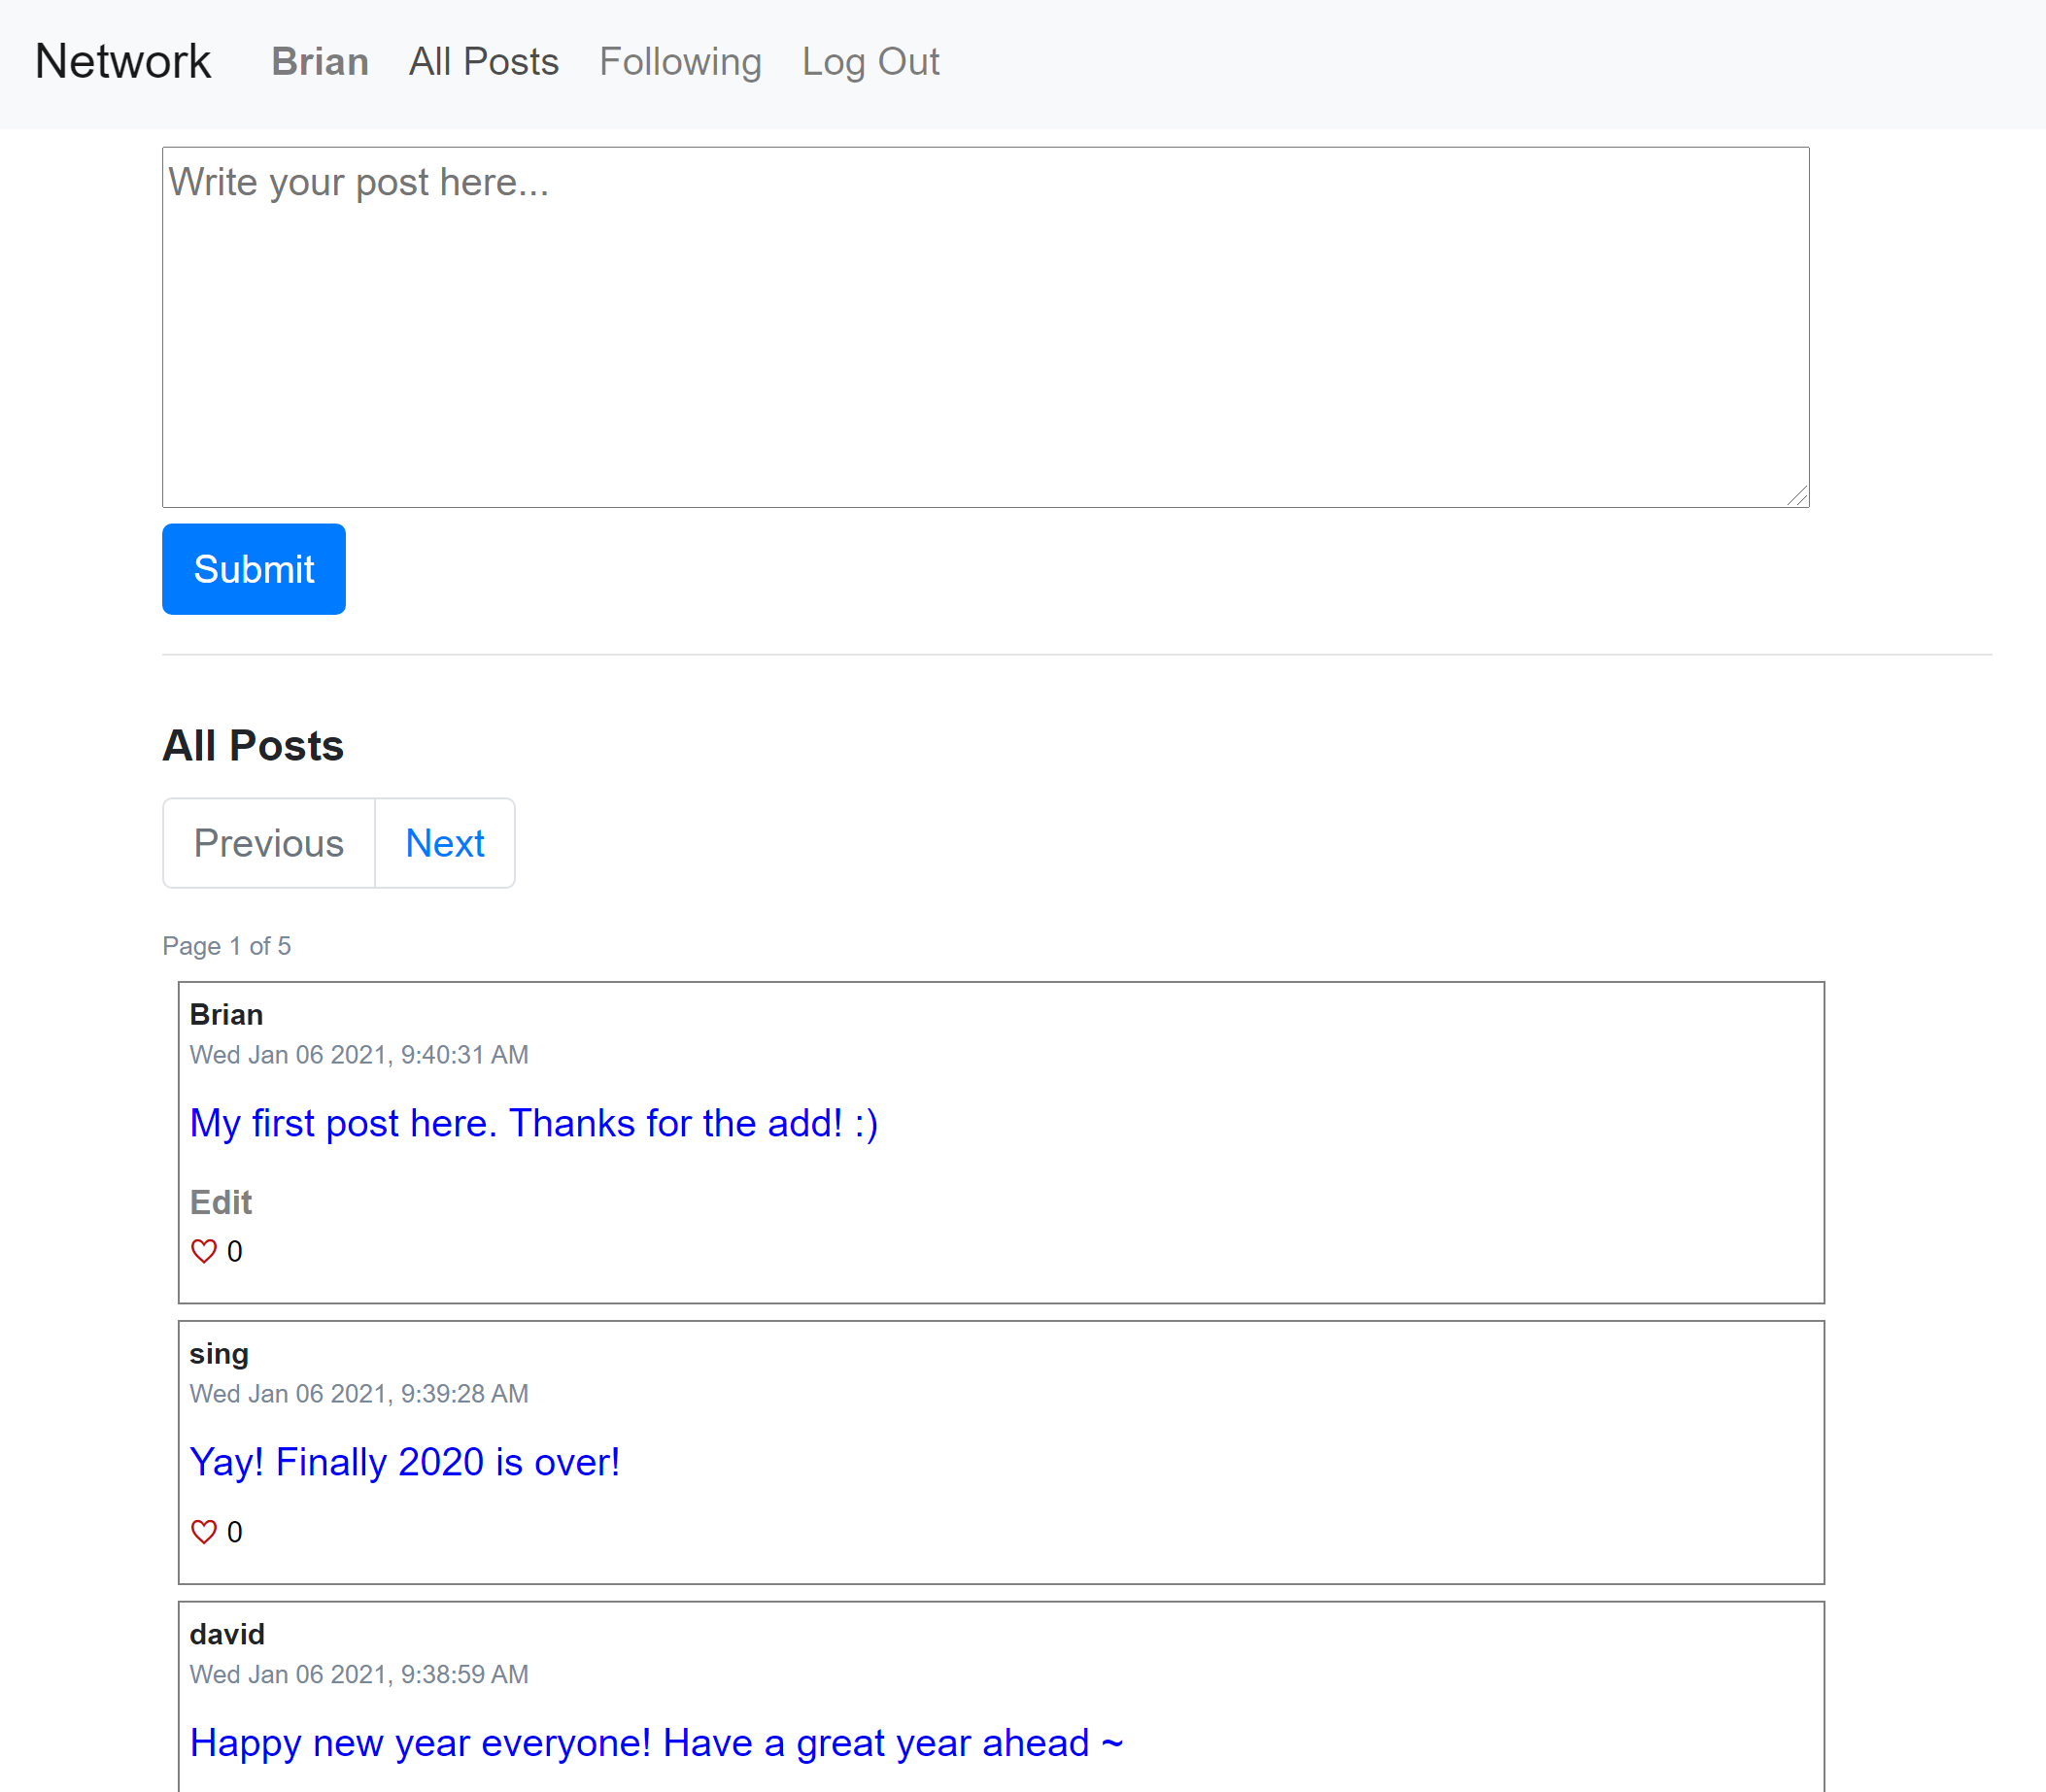 Network Brian All Posts Following Log Out
Write your post here...
Submit
All Posts
Previous Next
Page 1 of 5
Brian
Wed Jan 06 2021, 9:40:31 AM
My first post here. Thanks for the add! :)
Edit
0
sing
Wed Jan 06 2021, 9:39:28 AM
Yay! Finally 2020 is over!
0
david
Wed Jan 06 2021, 9:38:59 AM
Happy new year everyone! Have a great year ahead ~